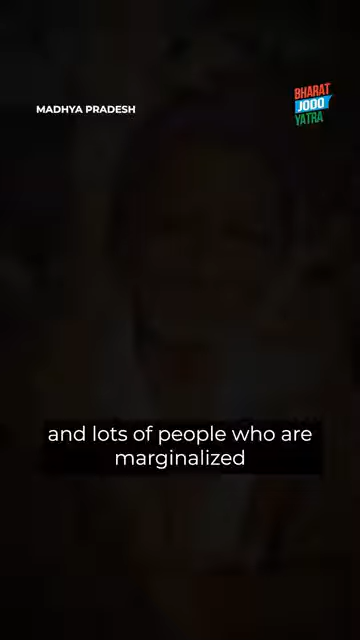 MADHYA PRADESH
BHARAT
JODO
YATRA
and lots of people who are
marginalized